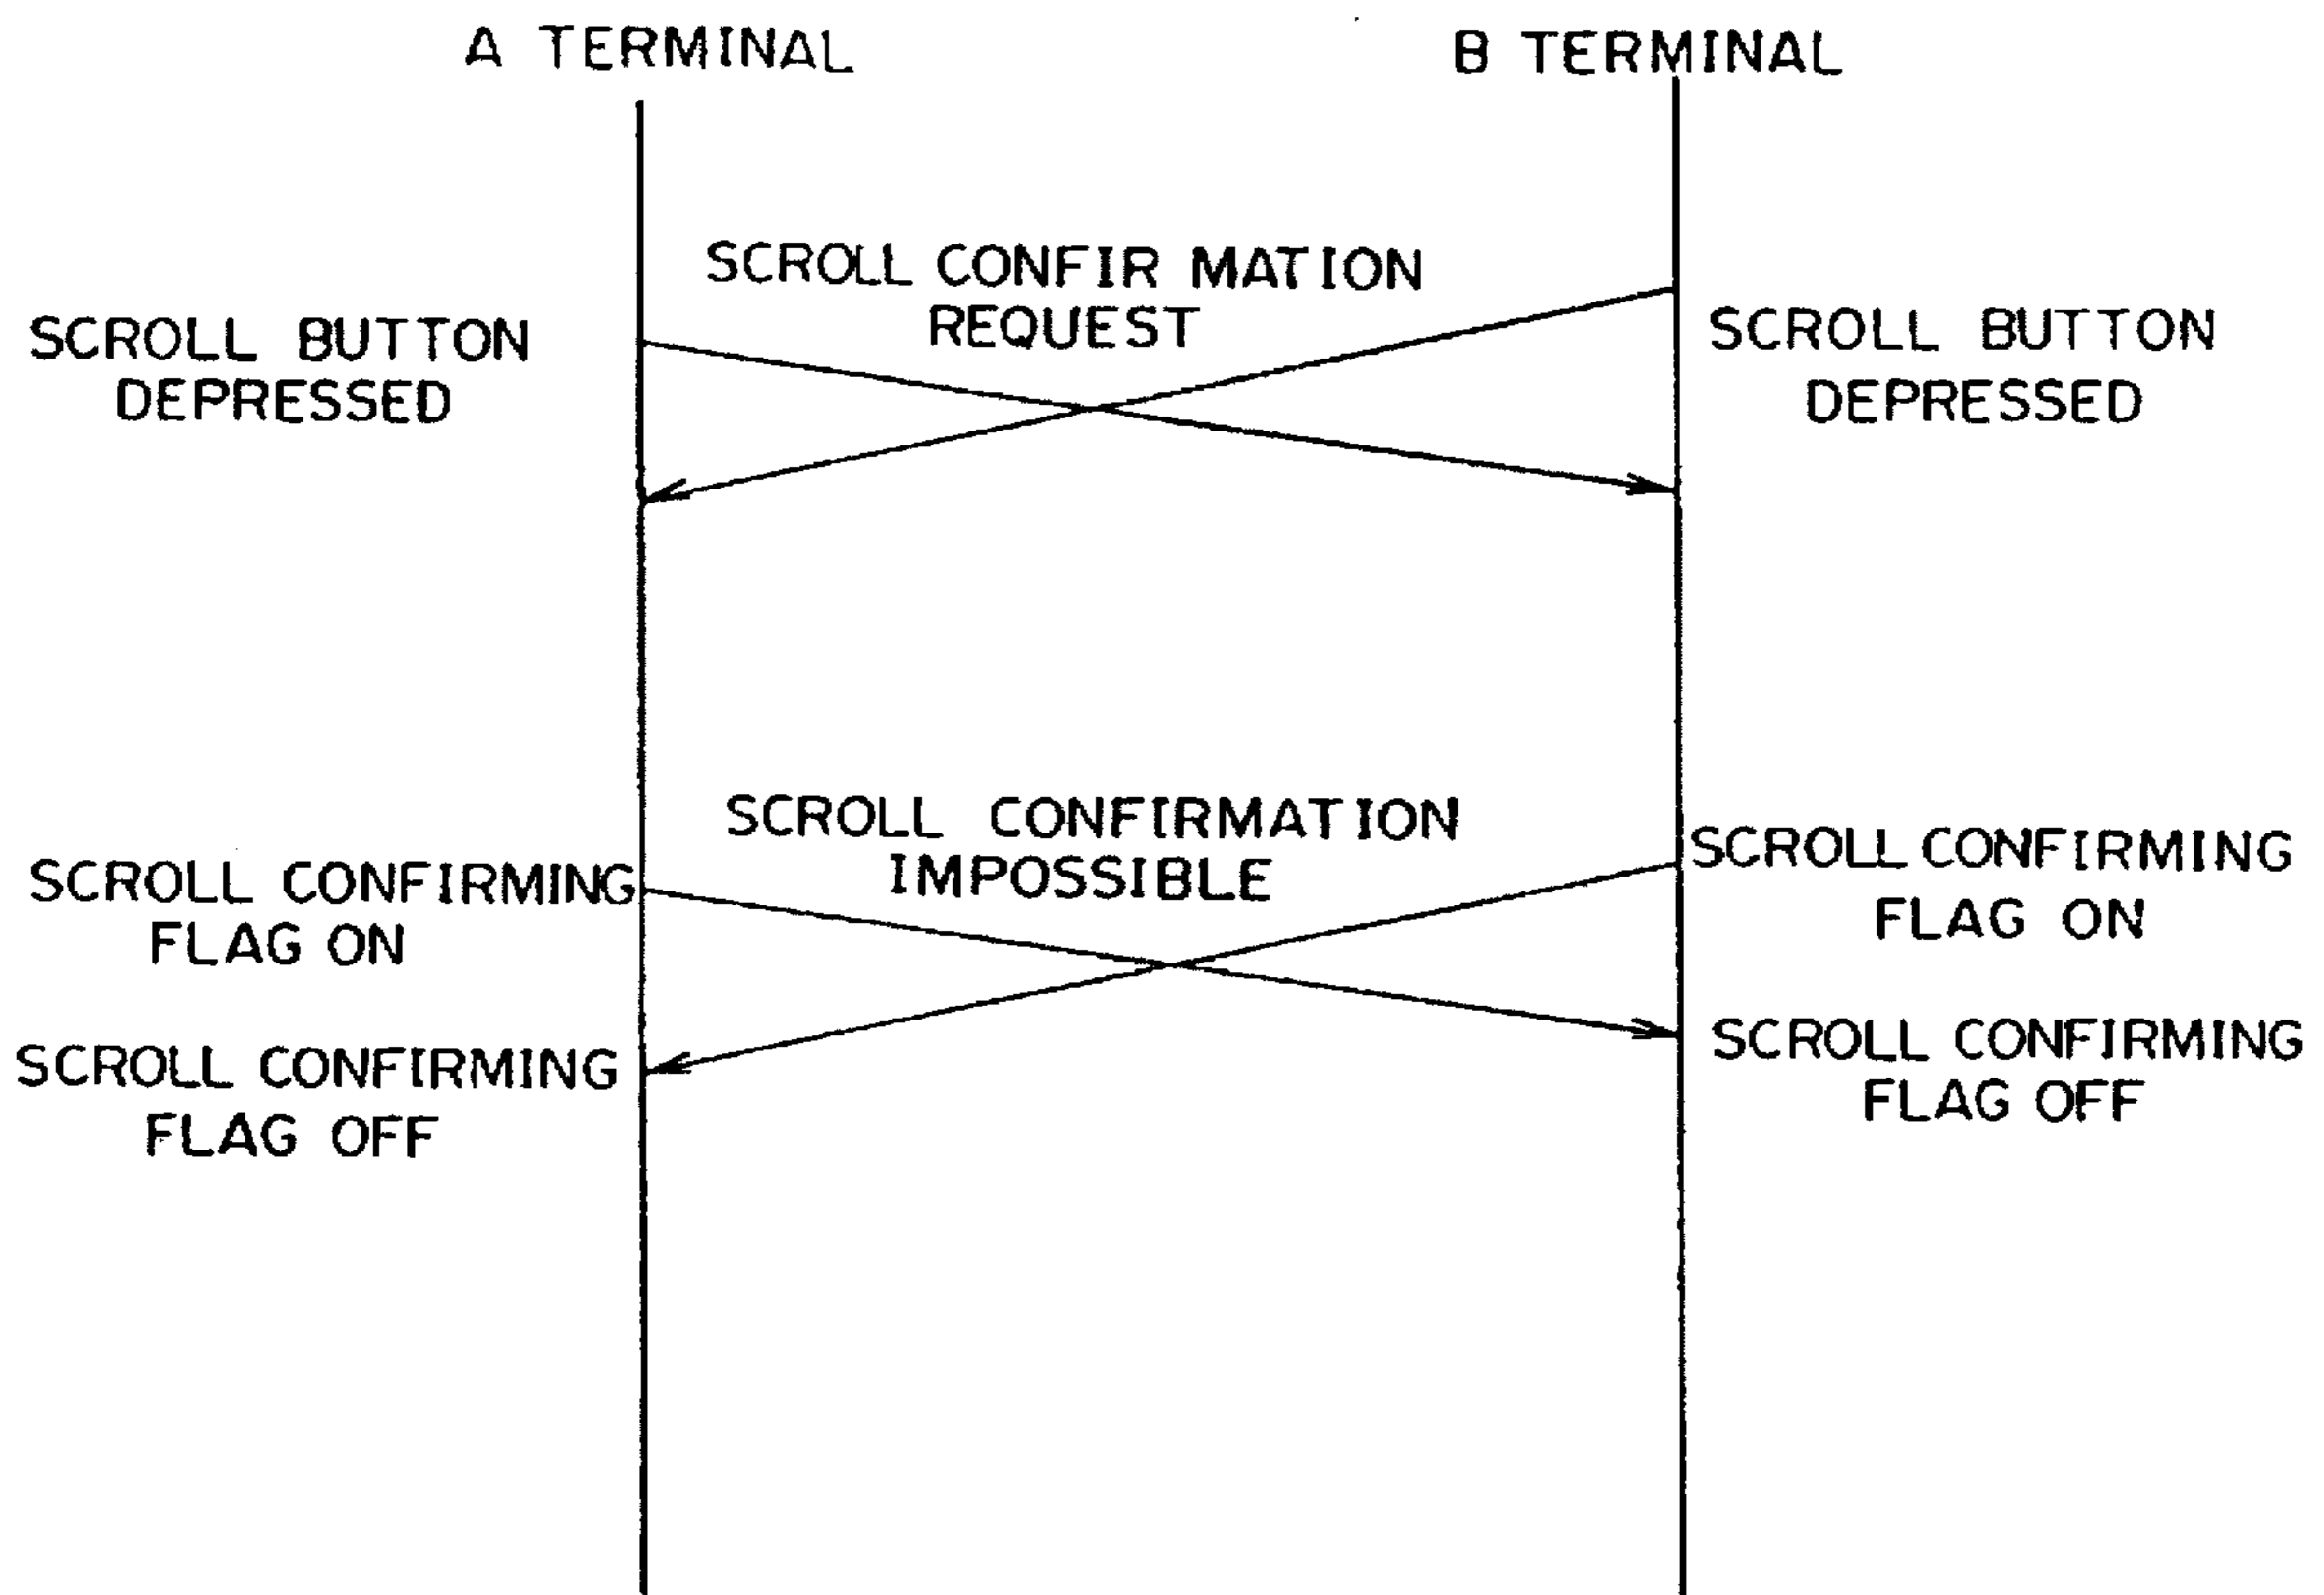 A TERMINAL
B TERMINAL
SCROLL CONFIR MATION
REQUEST
SCROLL BUTTON
DEPRESSED
SCROLL BUTTON
DEPRESSED
SCROLL CONFIRMATION
IMPOSSIBLE
SCROLL CONFIRMING
FLAG ON
SCROLL CONFIRMING
FLAG ON
SCROLL CONFIRMING
FLAG OFF
SCROLL CONFIRMING
FLAG OFF